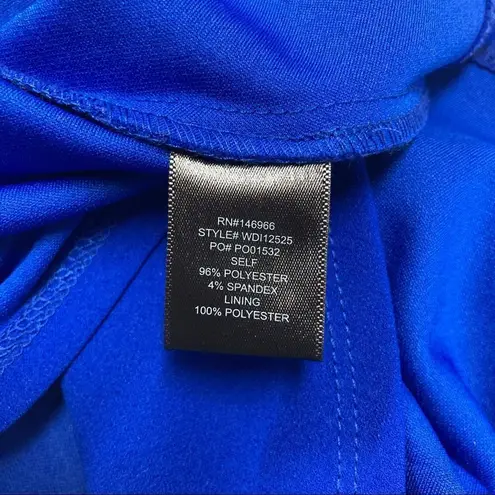 RN#146966
STYLE# WDI12525
PO# PO01532
SELF
96% POLYESTER
4% SPANDEX
LINING
100% POLYESTER